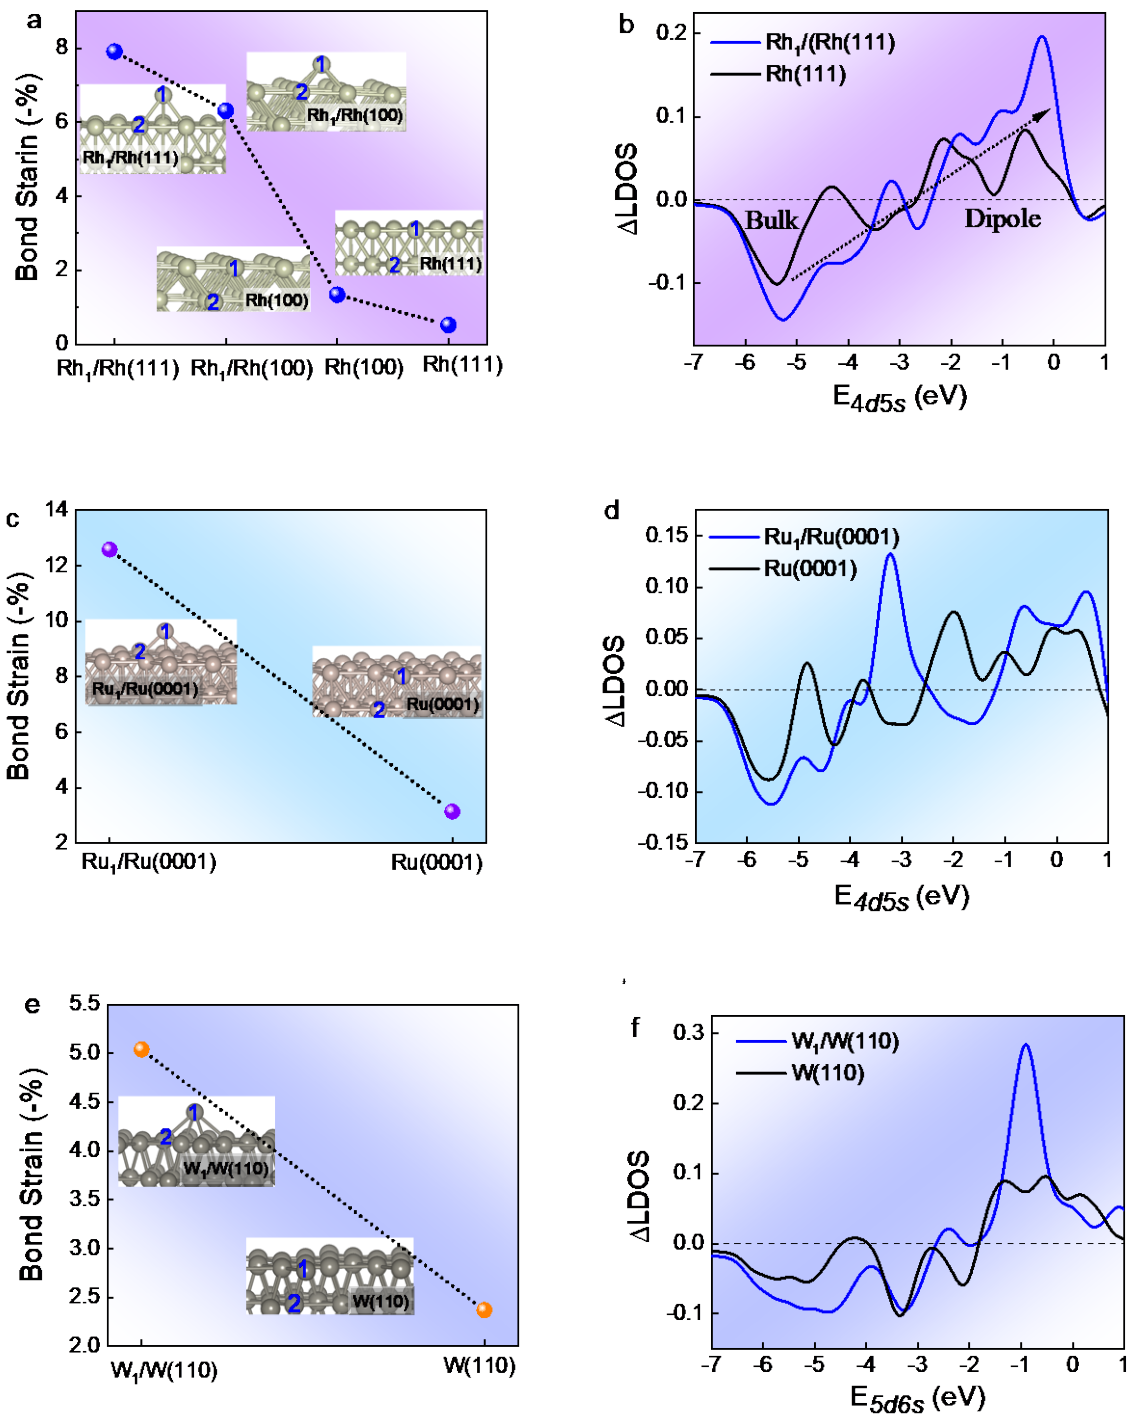 a
Bond Starin (-%)
8
6
4
2
0
1
2
Rh1/Rh(111)
1
2
Rh1/Rh(100)
1
2
Rh(100)
1
2
Rh(111)
Rh1/Rh(111) Rh1/Rh(100) Rh(100) Rh(111)
b
ΔLDOS
0.2
0.1
0.0
-0.1
Rh1/(Rh(111)
Rh(111)
Bulk
Dipole
-7 -6 -5 -4 -3 -2 -1 0 1
E4d5s (eV)
c
Bond Strain (-%)
14
12
10
8
6
4
2
1
2
Ru1/Ru(0001)
1
2
Ru(0001)
Ru1/Ru(0001) Ru(0001)
d
ΔLDOS
0.15
0.10
0.05
0.00
-0.05
-0.10
-0.15
Ru1/Ru(0001)
Ru(0001)
-7 -6 -5 -4 -3 -2 -1 0 1
E4d5s (eV)
e
Bond Strain (-%)
5.5
5.0
4.5
4.0
3.5
3.0
2.5
2.0
1
2
W1/W(110)
1
2
W(110)
W1/W(110) W(110)
f
ΔLDOS
0.3
0.2
0.1
0.0
-0.1
W1/W(110)
W(110)
-7 -6 -5 -4 -3 -2 -1 0 1
E5d6s (eV)